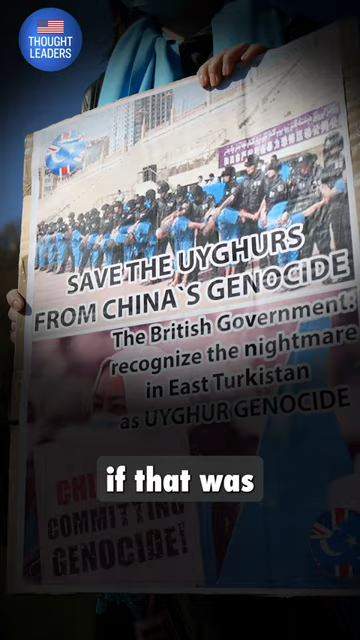 THOUGHT
LEADERS
SAVE THE UYGHURS
FROM CHINA`S GENOCIDE
The British Government:
recognize the nightmare
in East Turkistan
as UYGHUR GENOCIDE
if that was
COMMITTING
GENOCIDE!